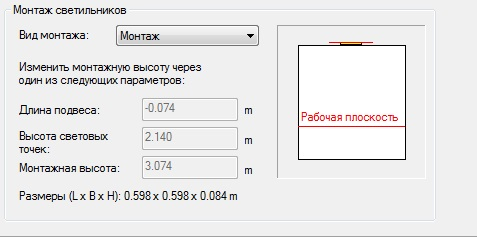 Монтаж светильников
Вид монтажа: Монтаж
Изменить монтажную высоту через
один из следующих параметров:
Длина подвеса: -0.074 m
Высота световых
точек: 2.140 m
Монтажная высота: 3.074 m
Размеры (L x B x H): 0.598 x 0.598 x 0.084 m
Рабочая плоскость